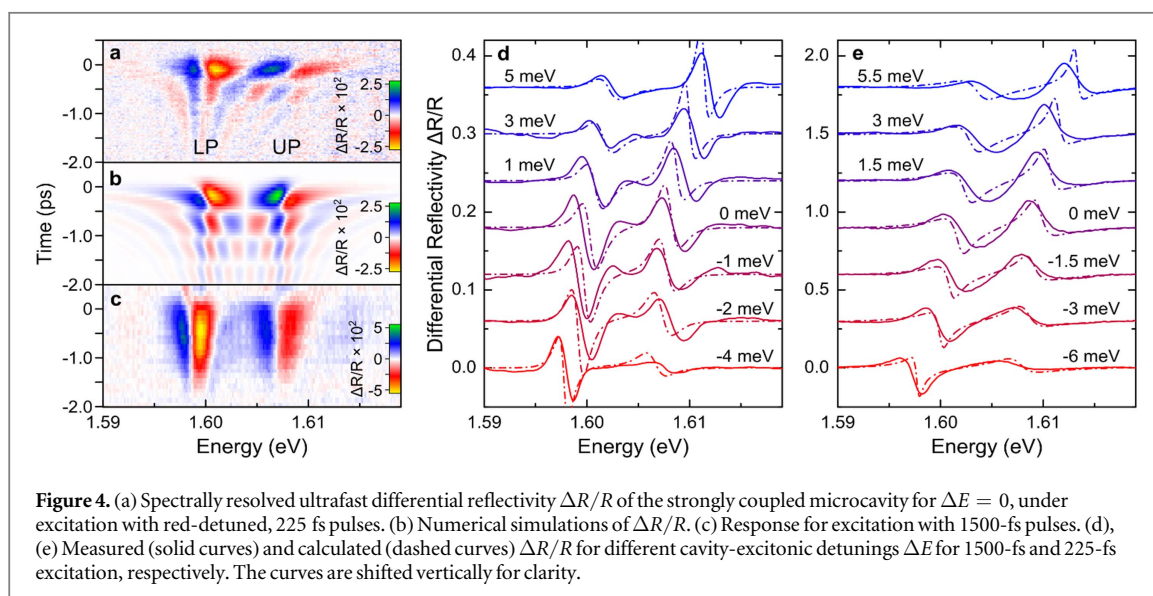 a
0
-1.0
-2.0
LP
UP
ΔR/R × 10²
2.5
0
-2.5
b
0
-1.0
-2.0
Time (ps)
ΔR/R × 10²
2.5
0
-2.5
c
0
-1.0
-2.0
ΔR/R × 10²
5
0
-5
1.59
1.60
1.61
Energy (eV)
d
Differential Reflectivity ΔR/R
0.4
0.3
0.2
0.1
0.0
5 meV
3 meV
1 meV
0 meV
-1 meV
-2 meV
-4 meV
1.59
1.60
1.61
Energy (eV)
e
2.0
1.5
1.0
0.5
0.0
5.5 meV
3 meV
1.5 meV
0 meV
-1.5 meV
-3 meV
-6 meV
1.59
1.60
1.61
Energy (eV)
Figure 4. (a) Spectrally resolved ultrafast differential reflectivity ΔR/R of the strongly coupled microcavity for ΔE = 0, under
excitation with red-detuned, 225 fs pulses. (b) Numerical simulations of ΔR/R. (c) Response for excitation with 1500-fs pulses. (d),
(e) Measured (solid curves) and calculated (dashed curves) ΔR/R for different cavity-excitonic detunings ΔE for 1500-fs and 225-fs
excitation, respectively. The curves are shifted vertically for clarity.